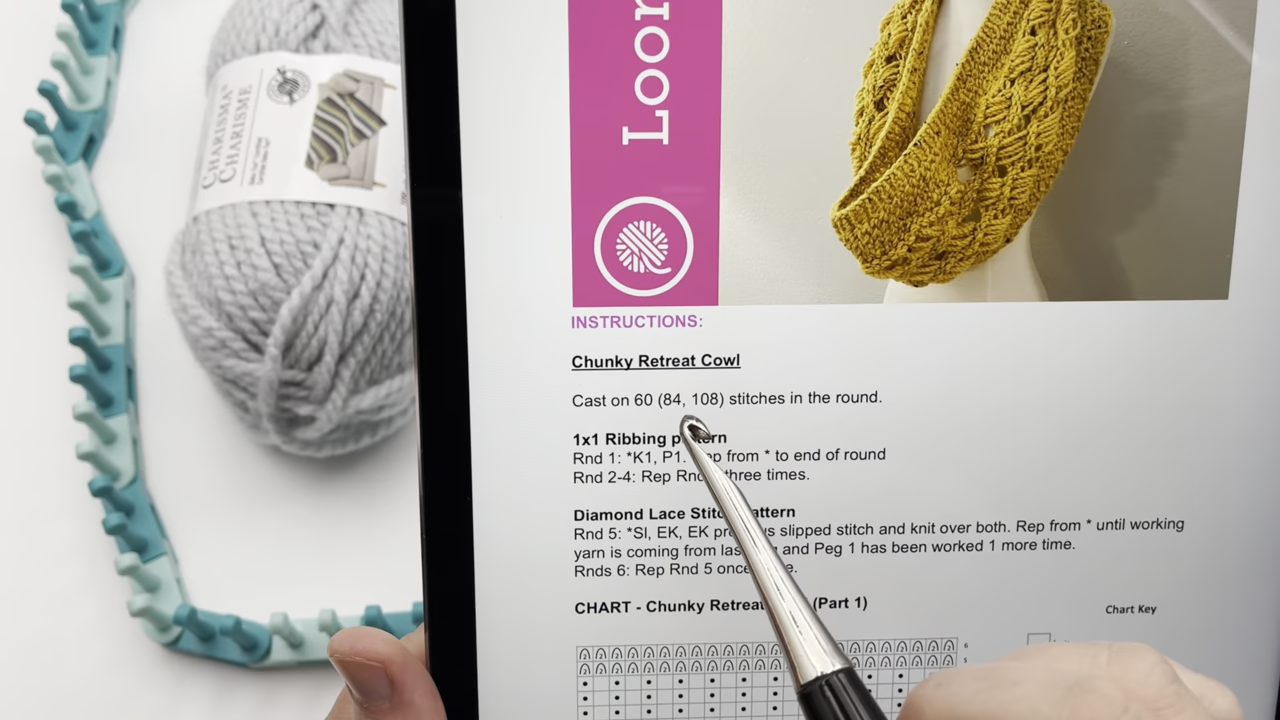 CHARISMA
CHARISME
Loo
INSTRUCTIONS:
Chunky Retreat Cowl
Cast on 60 (84, 108) stitches in the round.
1x1 Ribbing
Rnd 1: *K1, P1. from * to end of round
Rnd 2-4: Rep three times.
Diamond Lace
Rnd 5: *Sl, EK, EK slipped stitch and knit over both. Rep from * until working
yarn is coming from and Peg 1 has been worked 1 more time.
Rnds 6: Rep Rnd 5
CHART - Chunky Retreat (Part 1)
Chart Key
6
5